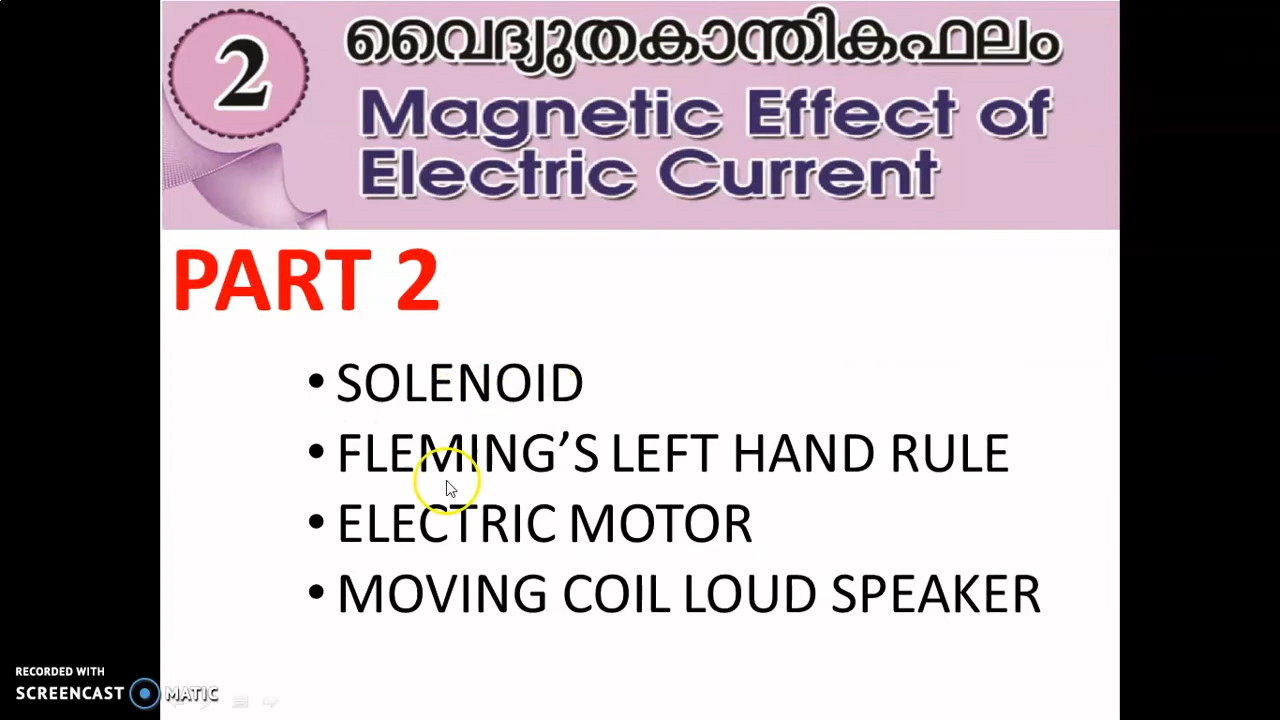 2
വൈദ്യുതകാന്തികഫലം
Magnetic Effect of
Electric Current
PART 2
• SOLENOID
• FLEMING’S LEFT HAND RULE
• ELECTRIC MOTOR
• MOVING COIL LOUD SPEAKER
RECORDED WITH
SCREENCAST MATIC